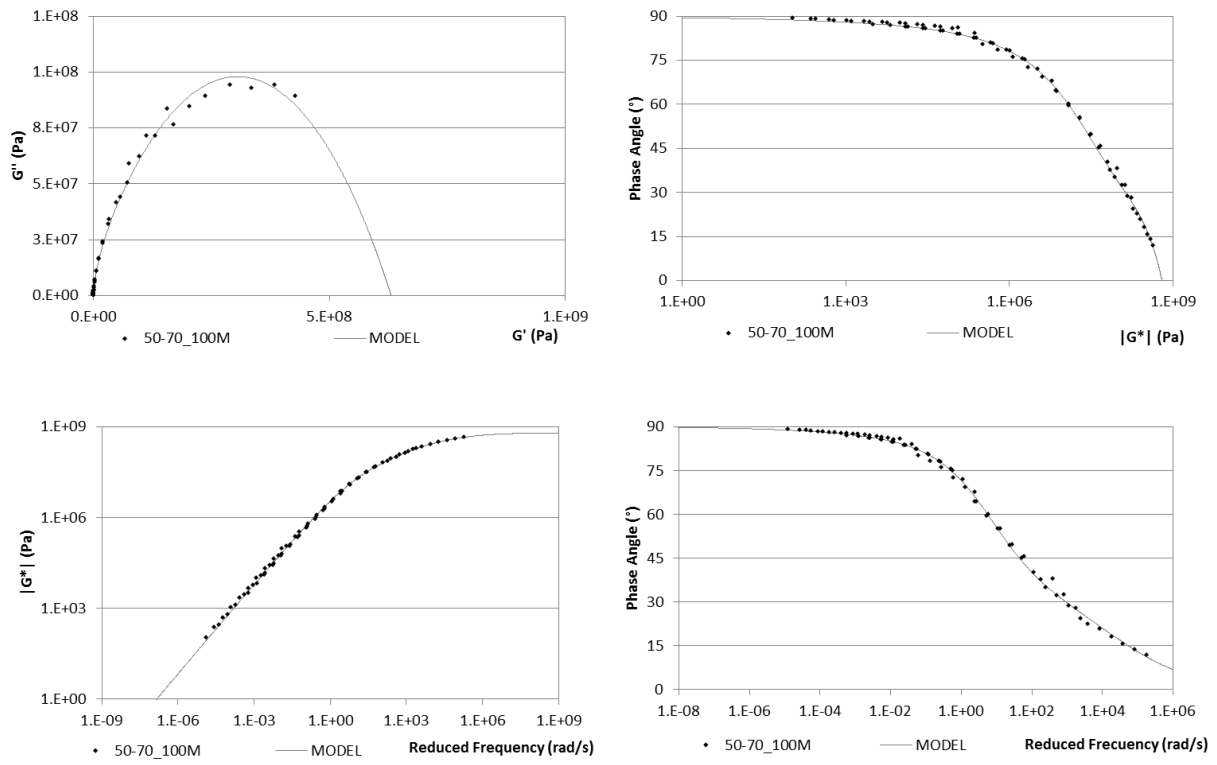 1.E+08
1.E+08
8.E+07
5.E+07
3.E+07
0.E+00
G'' (Pa)
0.E+00
5.E+08
1.E+09
50-70_100M
MODEL
G' (Pa)
90
75
60
45
30
15
0
Phase Angle (°)
1.E+00
1.E+03
1.E+06
1.E+09
50-70_100M
MODEL
|G*| (Pa)
1.E+09
1.E+06
1.E+03
1.E+00
|G*| (Pa)
1.E-09
1.E-06
1.E-03
1.E+00
1.E+03
1.E+06
1.E+09
50-70_100M
MODEL
Reduced Frequency (rad/s)
90
75
60
45
30
15
0
Phase Angle (°)
1.E-08
1.E-06
1.E-04
1.E-02
1.E+00
1.E+02
1.E+04
1.E+06
50-70_100M
MODEL
Reduced Frecuency (rad/s)